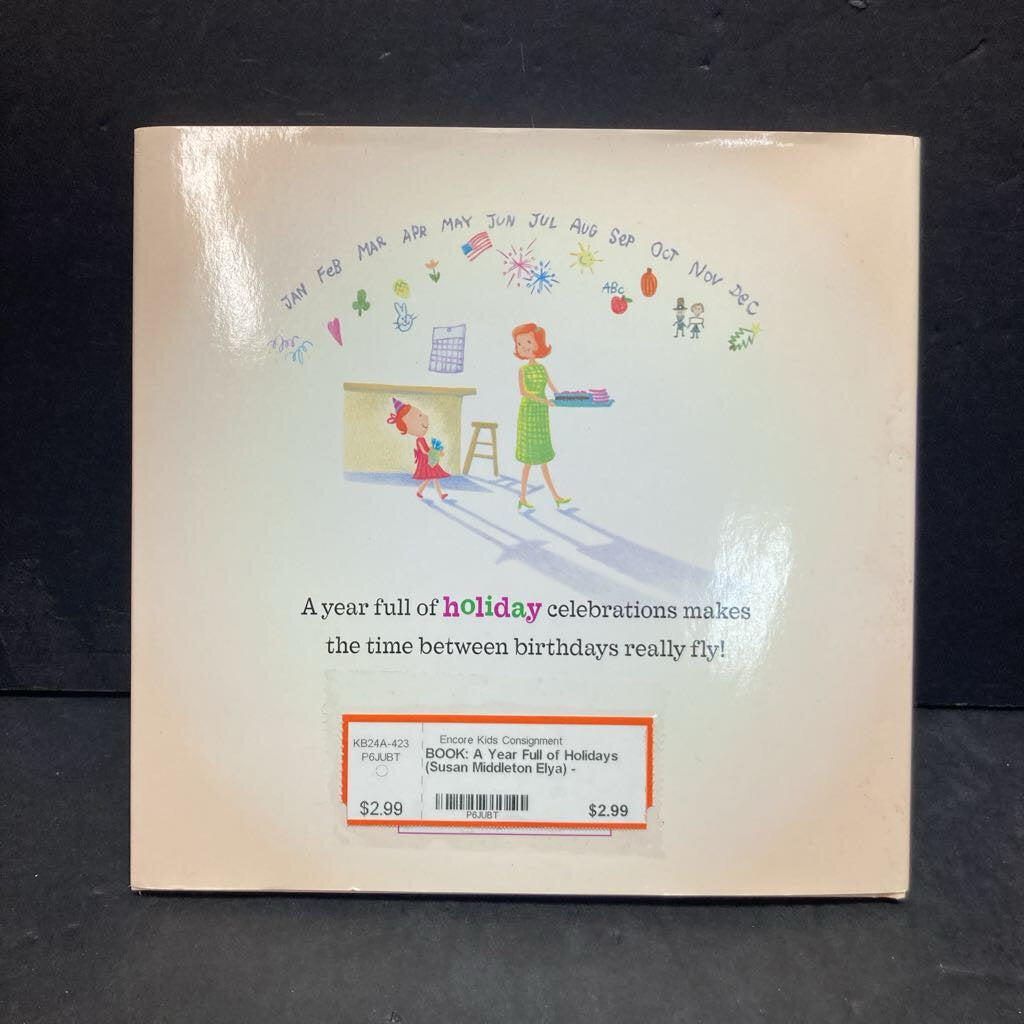 JAN FeB MAR APR MAY JUN JUL AUG SeP OCT NOV DeC
ABC
A year full of holiday celebrations makes
the time between birthdays really fly!
KB24A-423
P6JUBT
$2.99
Encore Kids Consignment
BOOK: A Year Full of Holidays
(Susan Middleton Elya) -
P6JUBT
$2.99